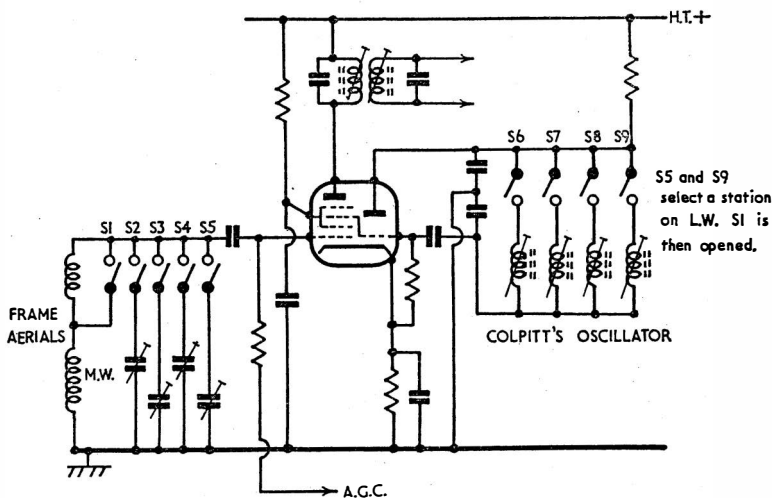 H.T.+
S6 S7 S8 S9
S5 and S9
select a station
on L.W. S1 is
then opened.
S1 S2 S3 S4 S5
FRAME
AERIALS
M.W.
COLPITT'S OSCILLATOR
A.G.C.